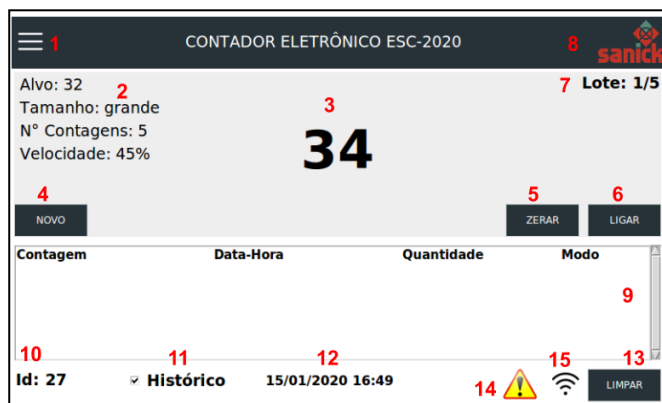 1 CONTADOR ELETRÔNICO ESC-2020 8 sanick
Alvo: 32 2 7 Lote: 1/5
Tamanho: grande 3
N° Contagens: 5
Velocidade: 45% 34
4 5 6
NOVO ZERAR LIGAR
Contagem Data-Hora Quantidade Modo
9
10 11 12 15 13
Id: 27 Histórico 15/01/2020 16:49 14 LIMPAR